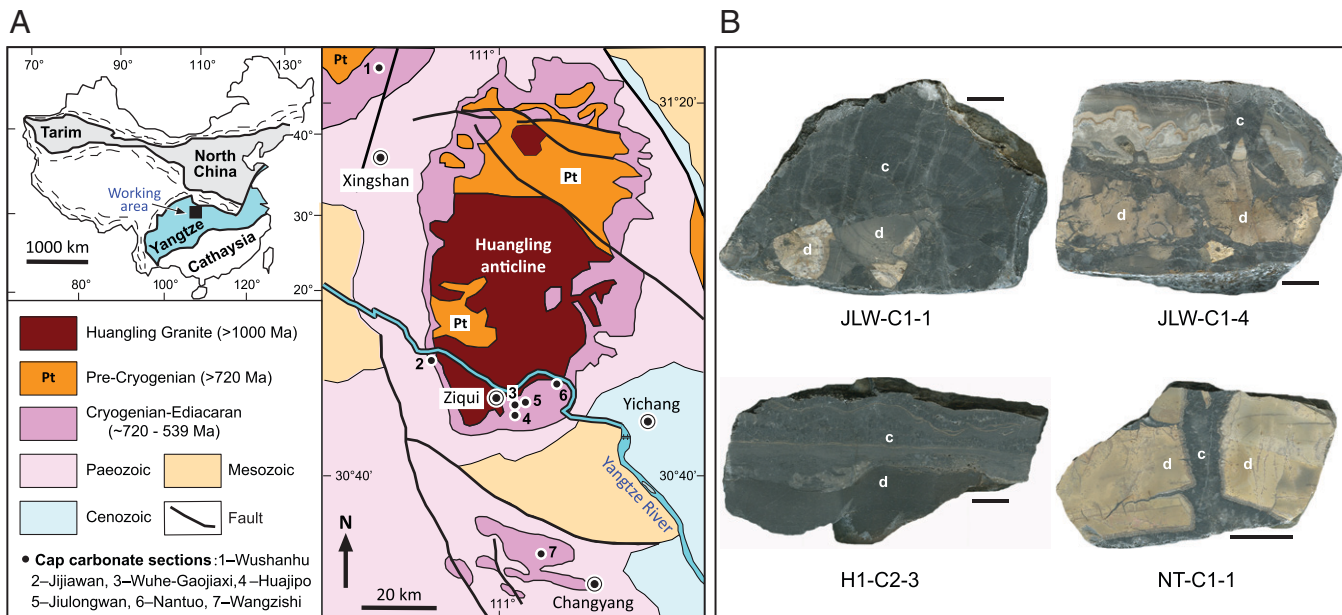 A
70°
90°
110°
130°
Tarim
North
China
40°
Working
area
30°
Yangtze
Cathaysia
1000 km
20°
80°
100°
120°
Huangling Granite (>1000 Ma)
Pt
Pre-Cryogenian (>720 Ma)
Cryogenian-Ediacaran
(~720 - 539 Ma)
Paeozoic
Mesozoic
Cenozoic
Fault
Cap carbonate sections:1–Wushanhu
2–Jijiawan, 3–Wuhe-Gaojiaxi,4 –Huajipo
5–Jiulongwan, 6–Nantuo, 7–Wangzishi
Pt
1
111°
31°20'
Xingshan
Pt
Huangling
anticline
Pt
2
Ziqui
3
5
4
6
Yichang
30°40'
30°40'
Yangtze River
N
7
20 km
111°
Changyang
B
c
d
d
JLW-C1-1
c
d
d
JLW-C1-4
c
d
H1-C2-3
d
c
d
NT-C1-1